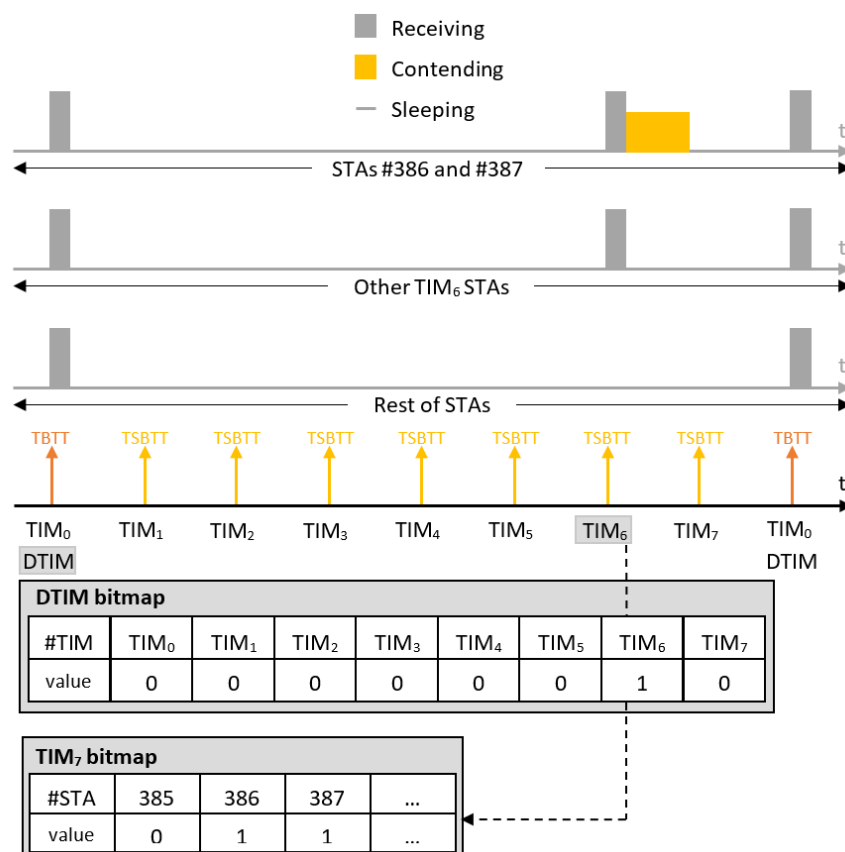 Receiving
Contending
Sleeping
t
STAs #386 and #387
t
Other TIM₆ STAs
t
Rest of STAs
TBTT TSBTT TSBTT TSBTT TSBTT TSBTT TSBTT TSBTT TBTT
t
TIM₀ TIM₁ TIM₂ TIM₃ TIM₄ TIM₅ TIM₆ TIM₇ TIM₀
DTIM DTIM
DTIM bitmap
#TIM TIM₀ TIM₁ TIM₂ TIM₃ TIM₄ TIM₅ TIM₆ TIM₇
value 0 0 0 0 0 0 1 0
TIM₇ bitmap
#STA 385 386 387 ...
value 0 1 1 ...